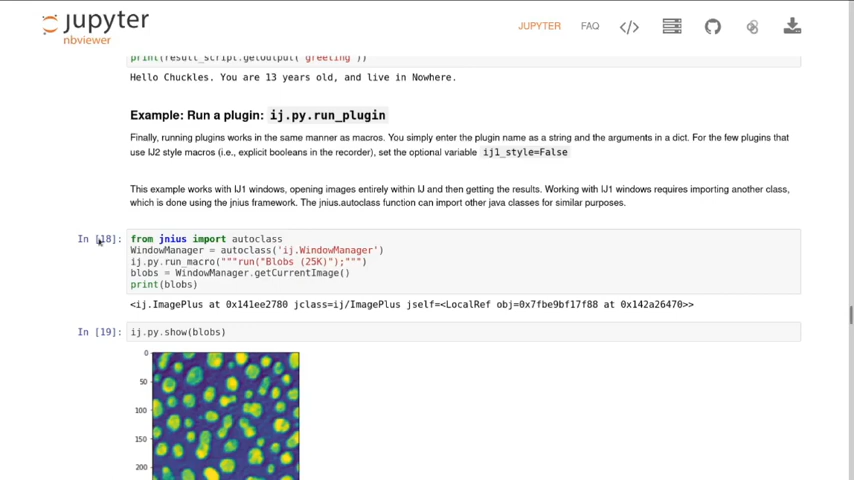 jupyter
nbviewer
JUPYTER FAQ </>
print(result_script.getOutput('greeting'))
Hello Chuckles. You are 13 years old, and live in Nowhere.
Example: Run a plugin: ij.py.run_plugin
Finally, running plugins works in the same manner as macros. You simply enter the plugin name as a string and the arguments in a dict. For the few plugins that
use IJ2 style macros (i.e., explicit booleans in the recorder), set the optional variable ij1_style=False
This example works with IJ1 windows, opening images entirely within IJ and then getting the results. Working with IJ1 windows requires importing another class,
which is done using the jnius framework. The jnius.autoclass function can import other java classes for similar purposes.
In [18]: from jnius import autoclass
WindowManager = autoclass('ij.WindowManager')
ij.py.run_macro("""run("Blobs (25K)");""")
blobs = WindowManager.getCurrentImage()
print(blobs)
<ij.ImagePlus at 0x141ee2780 jclass=ij/ImagePlus jself=<LocalRef obj=0x7fbe9bf17f88 at 0x142a26470>>
In [19]: ij.py.show(blobs)
0
50
100
150
200